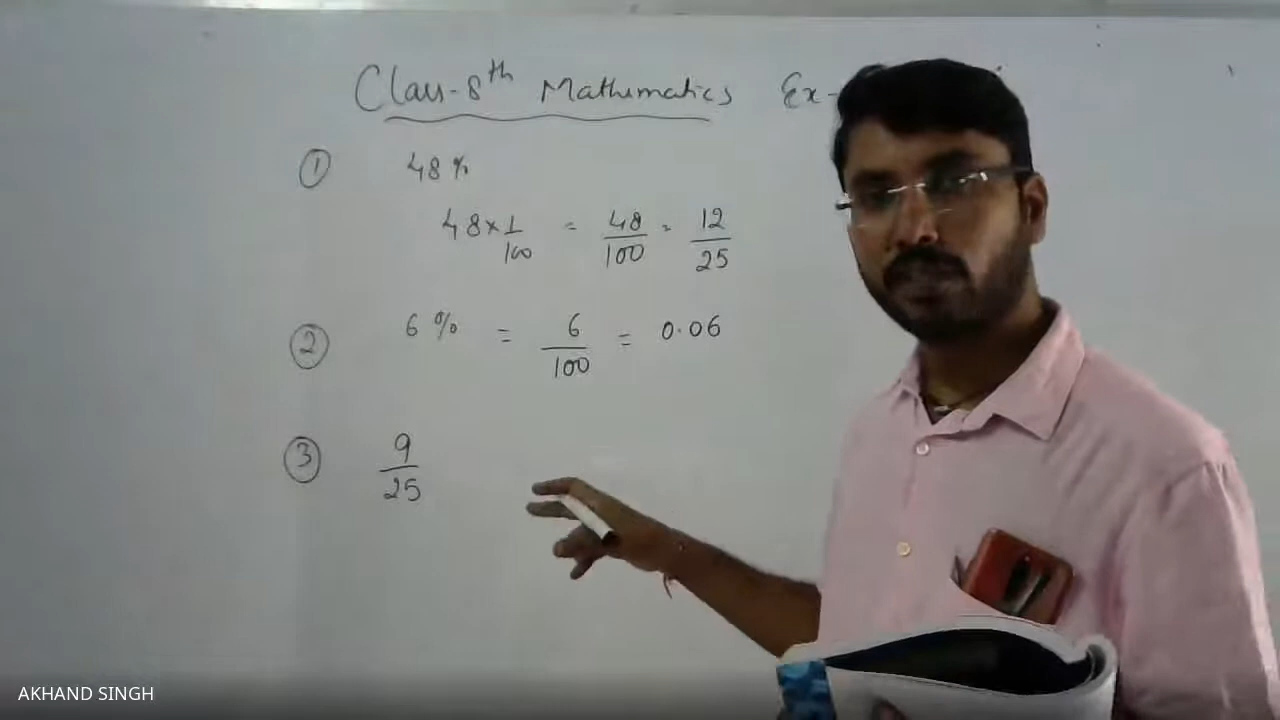 Class-8th Mathematics Ex-
① 48%
48×1/100 = 48/100 = 12/25
② 6% = 6/100 = 0.06
③ 9/25
AKHAND SINGH